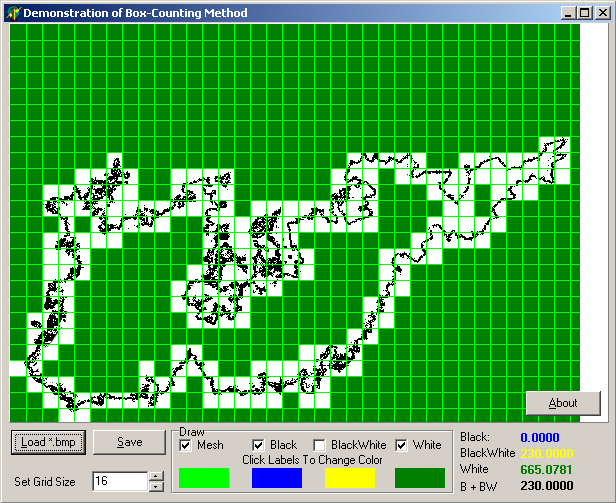 Demonstration of Box-Counting Method
About
Load *.bmp
Save
Set Grid Size
16
Draw
Mesh
Black
BlackWhite
White
Click Labels To Change Color
Black: 0.0000
BlackWhite 230.0000
White 665.0781
B + BW 230.0000